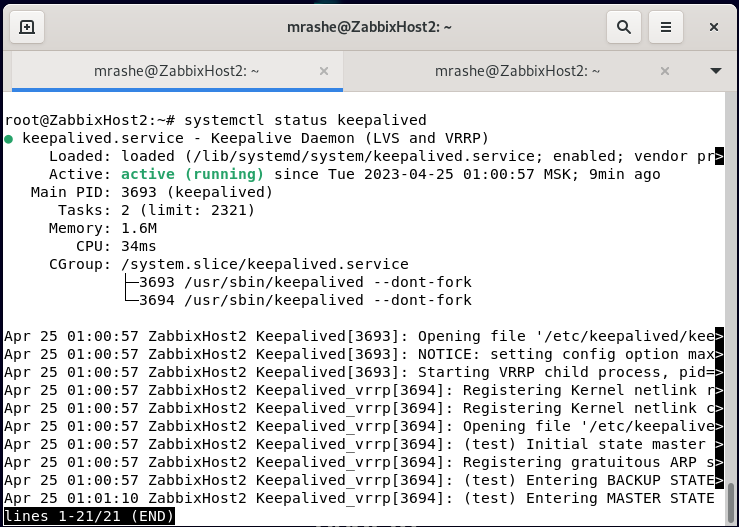 mrashe@ZabbixHost2: ~
mrashe@ZabbixHost2: ~ ×
mrashe@ZabbixHost2: ~ ×
root@ZabbixHost2:~# systemctl status keepalived
● keepalived.service - Keepalive Daemon (LVS and VRRP)
     Loaded: loaded (/lib/systemd/system/keepalived.service; enabled; vendor pr>
     Active: active (running) since Tue 2023-04-25 01:00:57 MSK; 9min ago
   Main PID: 3693 (keepalived)
      Tasks: 2 (limit: 2321)
     Memory: 1.6M
        CPU: 34ms
     CGroup: /system.slice/keepalived.service
             ├─3693 /usr/sbin/keepalived --dont-fork
             └─3694 /usr/sbin/keepalived --dont-fork
Apr 25 01:00:57 ZabbixHost2 Keepalived[3693]: Opening file '/etc/keepalived/kee>
Apr 25 01:00:57 ZabbixHost2 Keepalived[3693]: NOTICE: setting config option max>
Apr 25 01:00:57 ZabbixHost2 Keepalived[3693]: Starting VRRP child process, pid=>
Apr 25 01:00:57 ZabbixHost2 Keepalived_vrrp[3694]: Registering Kernel netlink r>
Apr 25 01:00:57 ZabbixHost2 Keepalived_vrrp[3694]: Registering Kernel netlink c>
Apr 25 01:00:57 ZabbixHost2 Keepalived_vrrp[3694]: Opening file '/etc/keepalive>
Apr 25 01:00:57 ZabbixHost2 Keepalived_vrrp[3694]: (test) Initial state master >
Apr 25 01:00:57 ZabbixHost2 Keepalived_vrrp[3694]: Registering gratuitous ARP s>
Apr 25 01:00:57 ZabbixHost2 Keepalived_vrrp[3694]: (test) Entering BACKUP STATE>
Apr 25 01:01:10 ZabbixHost2 Keepalived_vrrp[3694]: (test) Entering MASTER STATE
lines 1-21/21 (END)